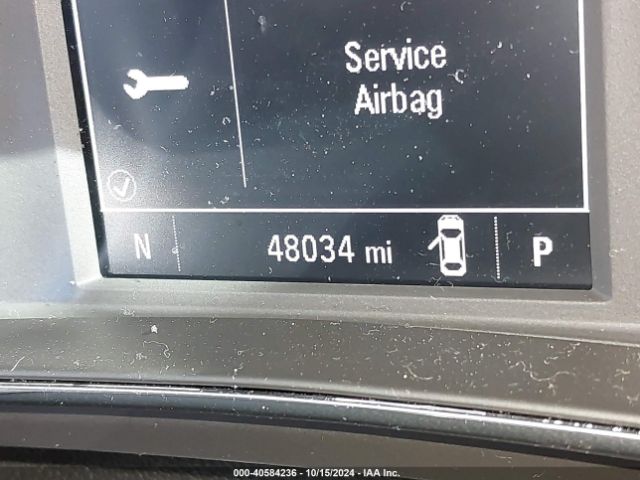 Service
Airbag
N 48034 mi P
000-40584236 - 10/15/2024 - IAA Inc.